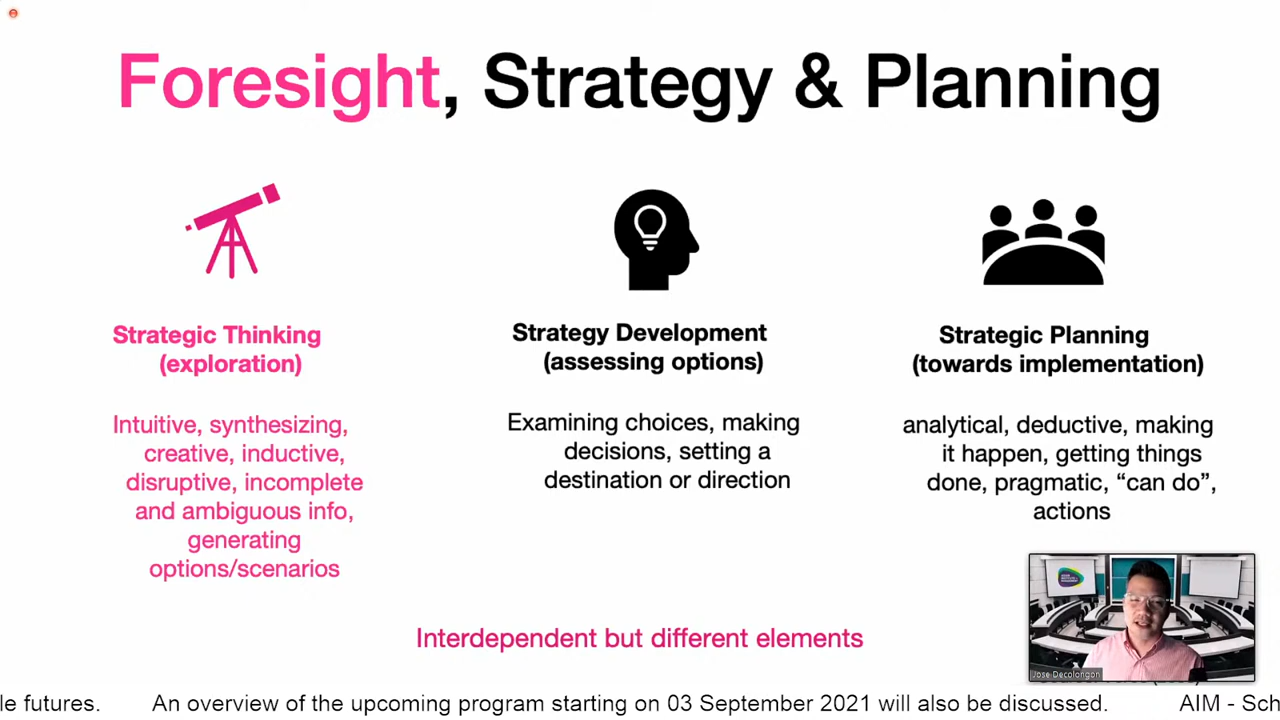 Foresight, Strategy & Planning
Strategic Thinking
(exploration)
Intuitive, synthesizing,
creative, inductive,
disruptive, incomplete
and ambiguous info,
generating
options/scenarios
Strategy Development
(assessing options)
Examining choices, making
decisions, setting a
destination or direction
Strategic Planning
(towards implementation)
analytical, deductive, making
it happen, getting things
done, pragmatic, “can do”,
actions
Interdependent but different elements
Jose Decolongon
le futures. An overview of the upcoming program starting on 03 September 2021 will also be discussed. AIM - Sch